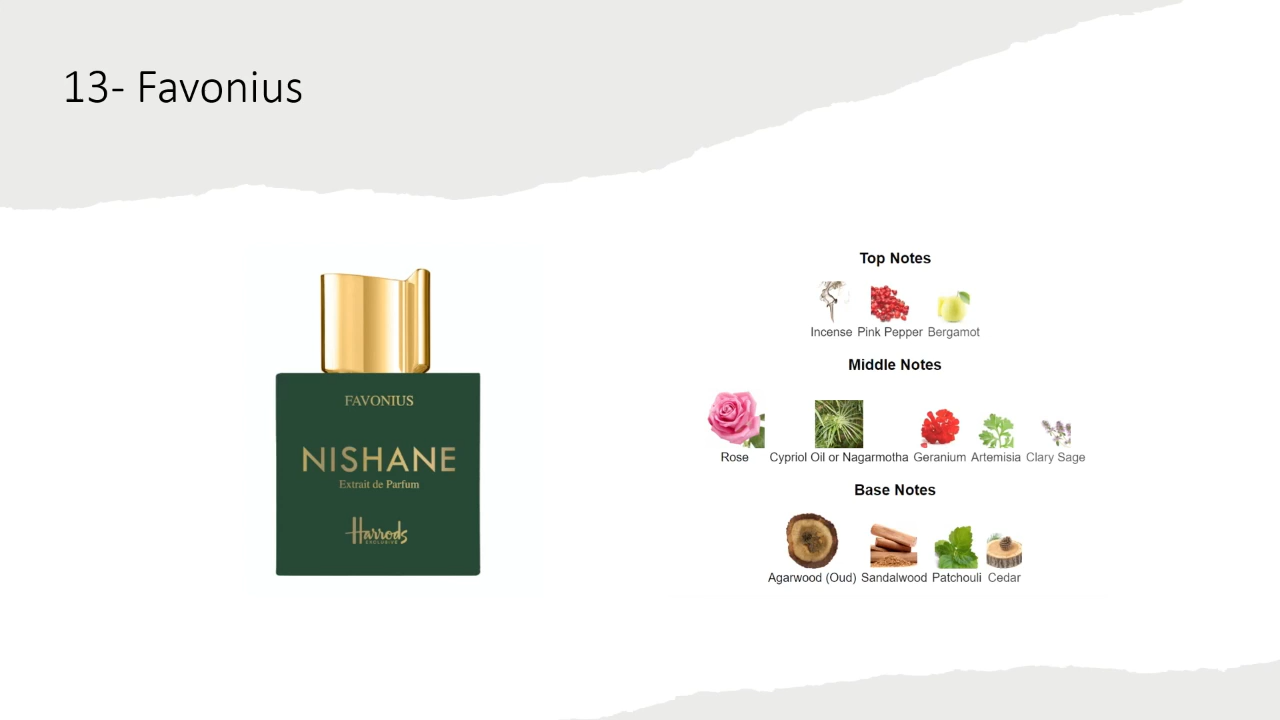 13- Favonius
FAVONIUS
NISHANE
Extrait de Parfum
Harrods
EXCLUSIVE
Top Notes
Incense Pink Pepper Bergamot
Middle Notes
Rose Cypriol Oil or Nagarmotha Geranium Artemisia Clary Sage
Base Notes
Agarwood (Oud) Sandalwood Patchouli Cedar